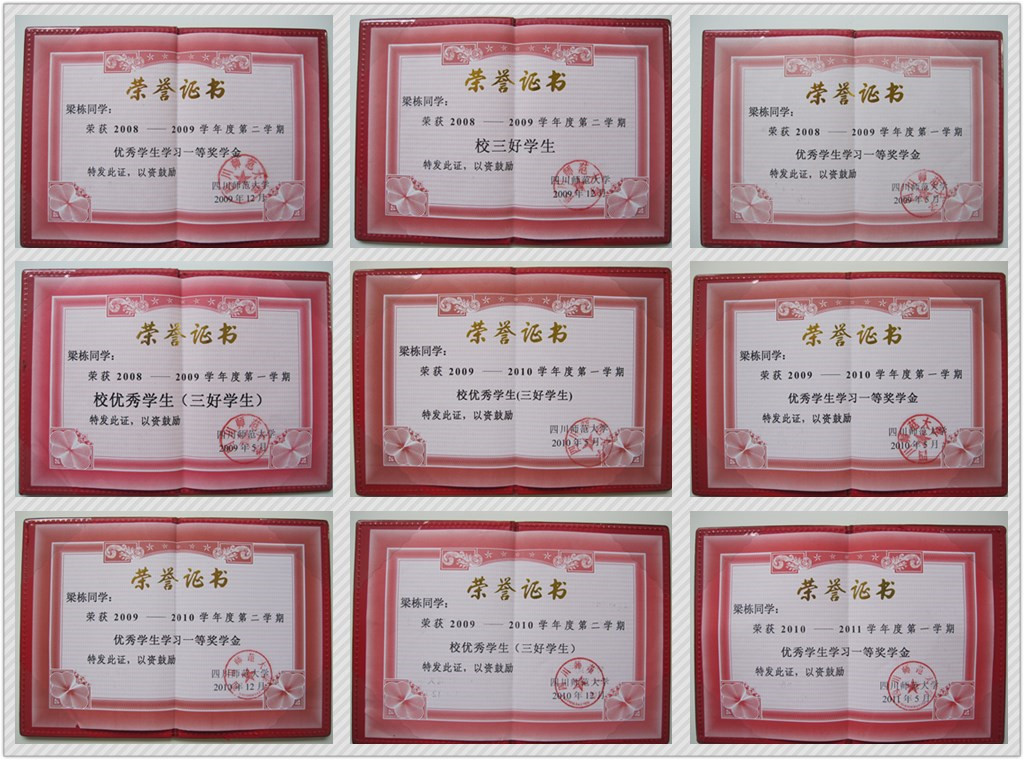 荣誉证书
梁栋同学：
荣获 2008 —— 2009 学年度第二学期
优秀学生学习一等奖学金
特发此证，以资鼓励
四川师范大学
2009 年 12 月
荣誉证书
梁栋同学：
荣获 2008 —— 2009 学年度第二学期
校三好学生
特发此证，以资鼓励
四川师范大学
2009 年 12 月
荣誉证书
梁栋同学：
荣获 2008 —— 2009 学年度第一学期
优秀学生学习一等奖学金
特发此证，以资鼓励
四川师范大学
2009 年 5 月
荣誉证书
梁栋同学：
荣获 2008 —— 2009 学年度第一学期
校优秀学生（三好学生）
特发此证，以资鼓励
四川师范大学
2009 年 5 月
荣誉证书
梁栋同学：
荣获 2009 —— 2010 学年度第一学期
校优秀学生(三好学生)
特发此证，以资鼓励
四川师范大学
2010 年 5 月
荣誉证书
梁栋同学：
荣获 2009 —— 2010 学年度第一学期
优秀学生学习一等奖学金
特发此证，以资鼓励
四川师范大学
2010 年 5 月
荣誉证书
梁栋同学：
荣获 2009 —— 2010 学年度第二学期
优秀学生学习一等奖学金
特发此证，以资鼓励
四川师范大学
2010 年 12 月
荣誉证书
梁栋同学：
荣获 2009 —— 2010 学年度第二学期
校优秀学生（三好学生）
特发此证，以资鼓励
四川师范大学
2010 年 12 月
荣誉证书
梁栋同学：
荣获 2010 —— 2011 学年度第一学期
优秀学生学习一等奖学金
特发此证，以资鼓励
四川师范大学
2011 年 5 月